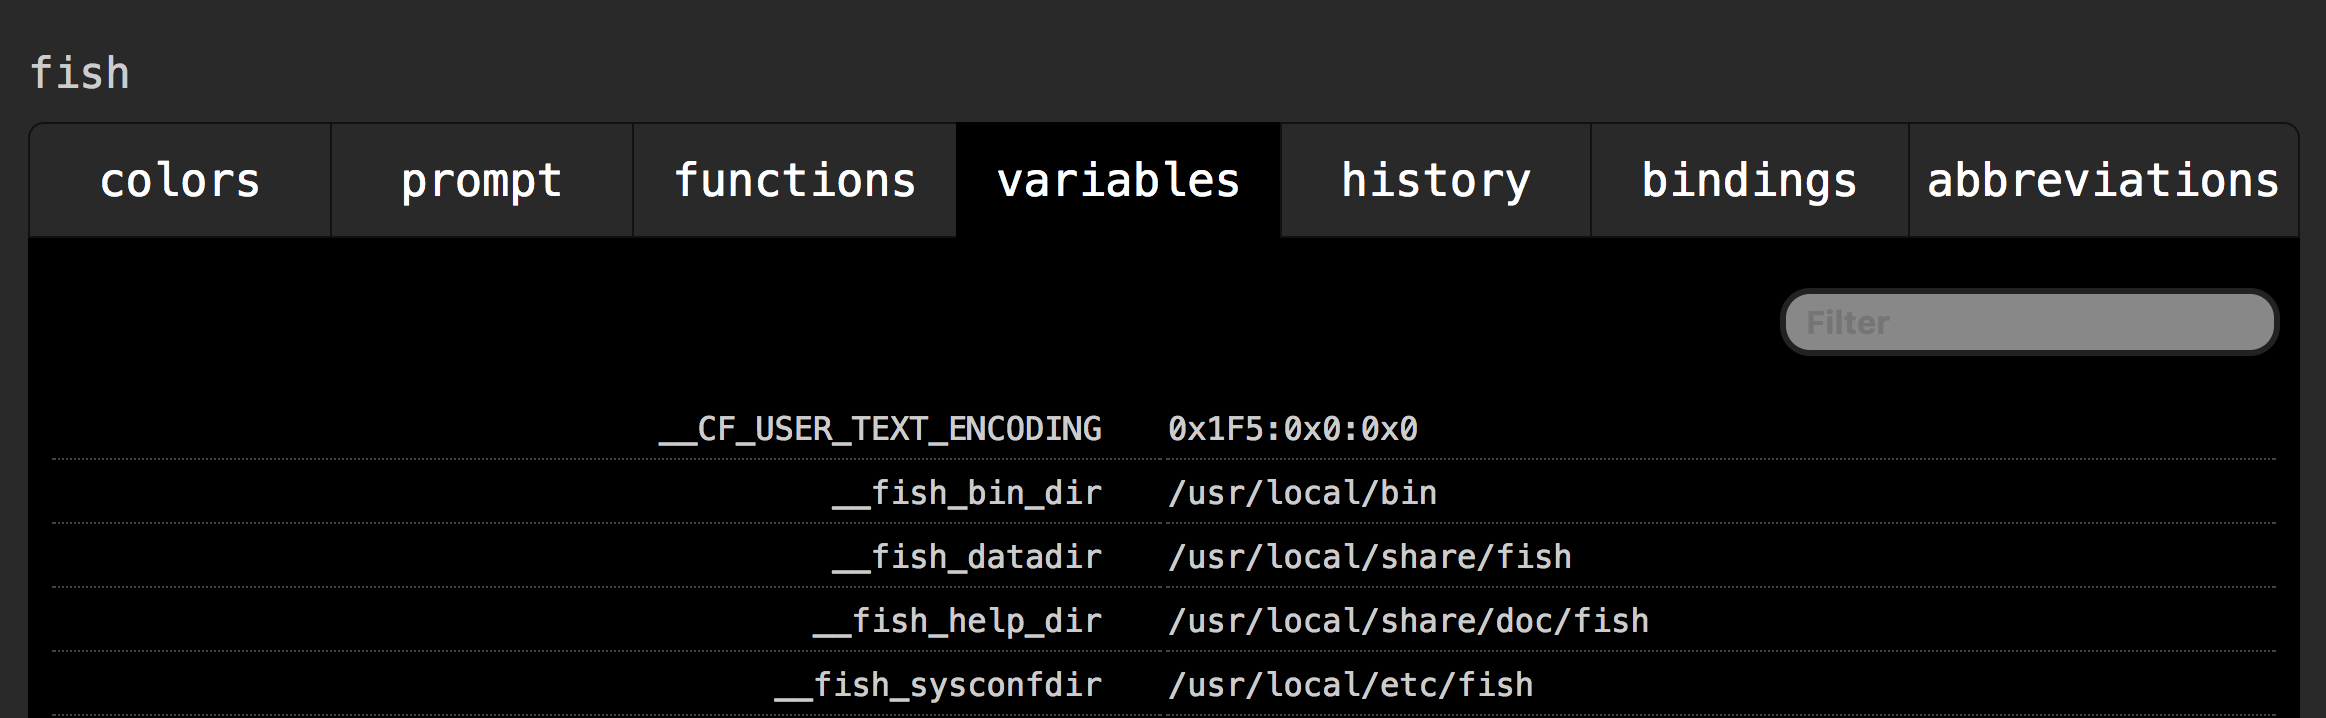 fish
colors prompt functions variables history bindings abbreviations
Filter
__CF_USER_TEXT_ENCODING 0x1F5:0x0:0x0
__fish_bin_dir /usr/local/bin
__fish_datadir /usr/local/share/fish
__fish_help_dir /usr/local/share/doc/fish
__fish_sysconfdir /usr/local/etc/fish